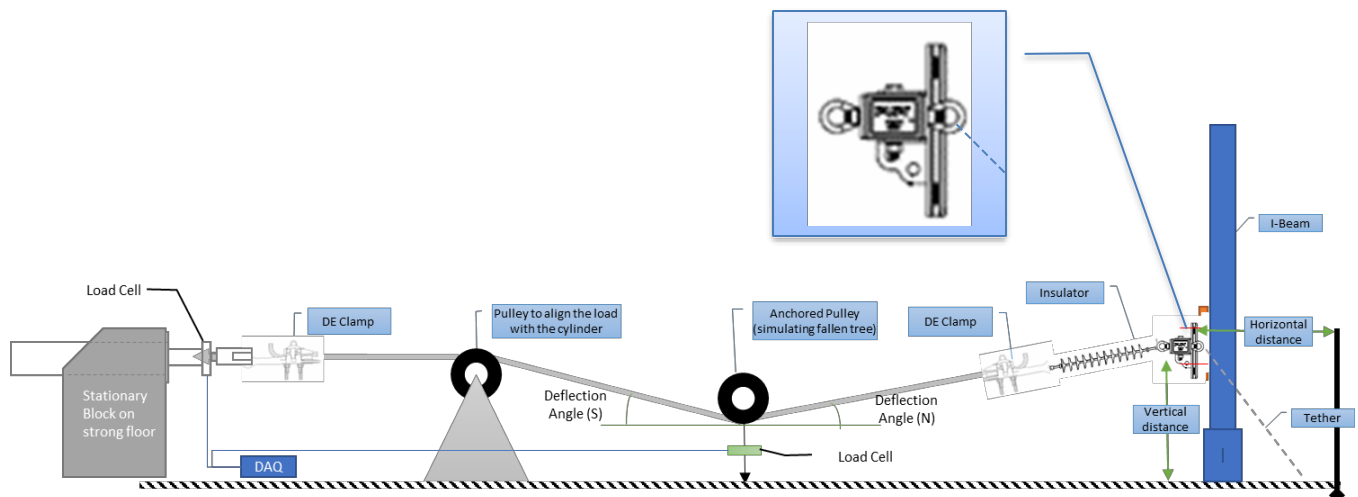 I-Beam
Load Cell
DE Clamp
Pulley to align the load
with the cylinder
Anchored Pulley
(simulating fallen tree)
DE Clamp
Insulator
Horizontal
distance
Stationary
Block on
strong floor
Deflection
Angle (S)
Deflection
Angle (N)
Vertical
distance
Tether
Load Cell
DAQ